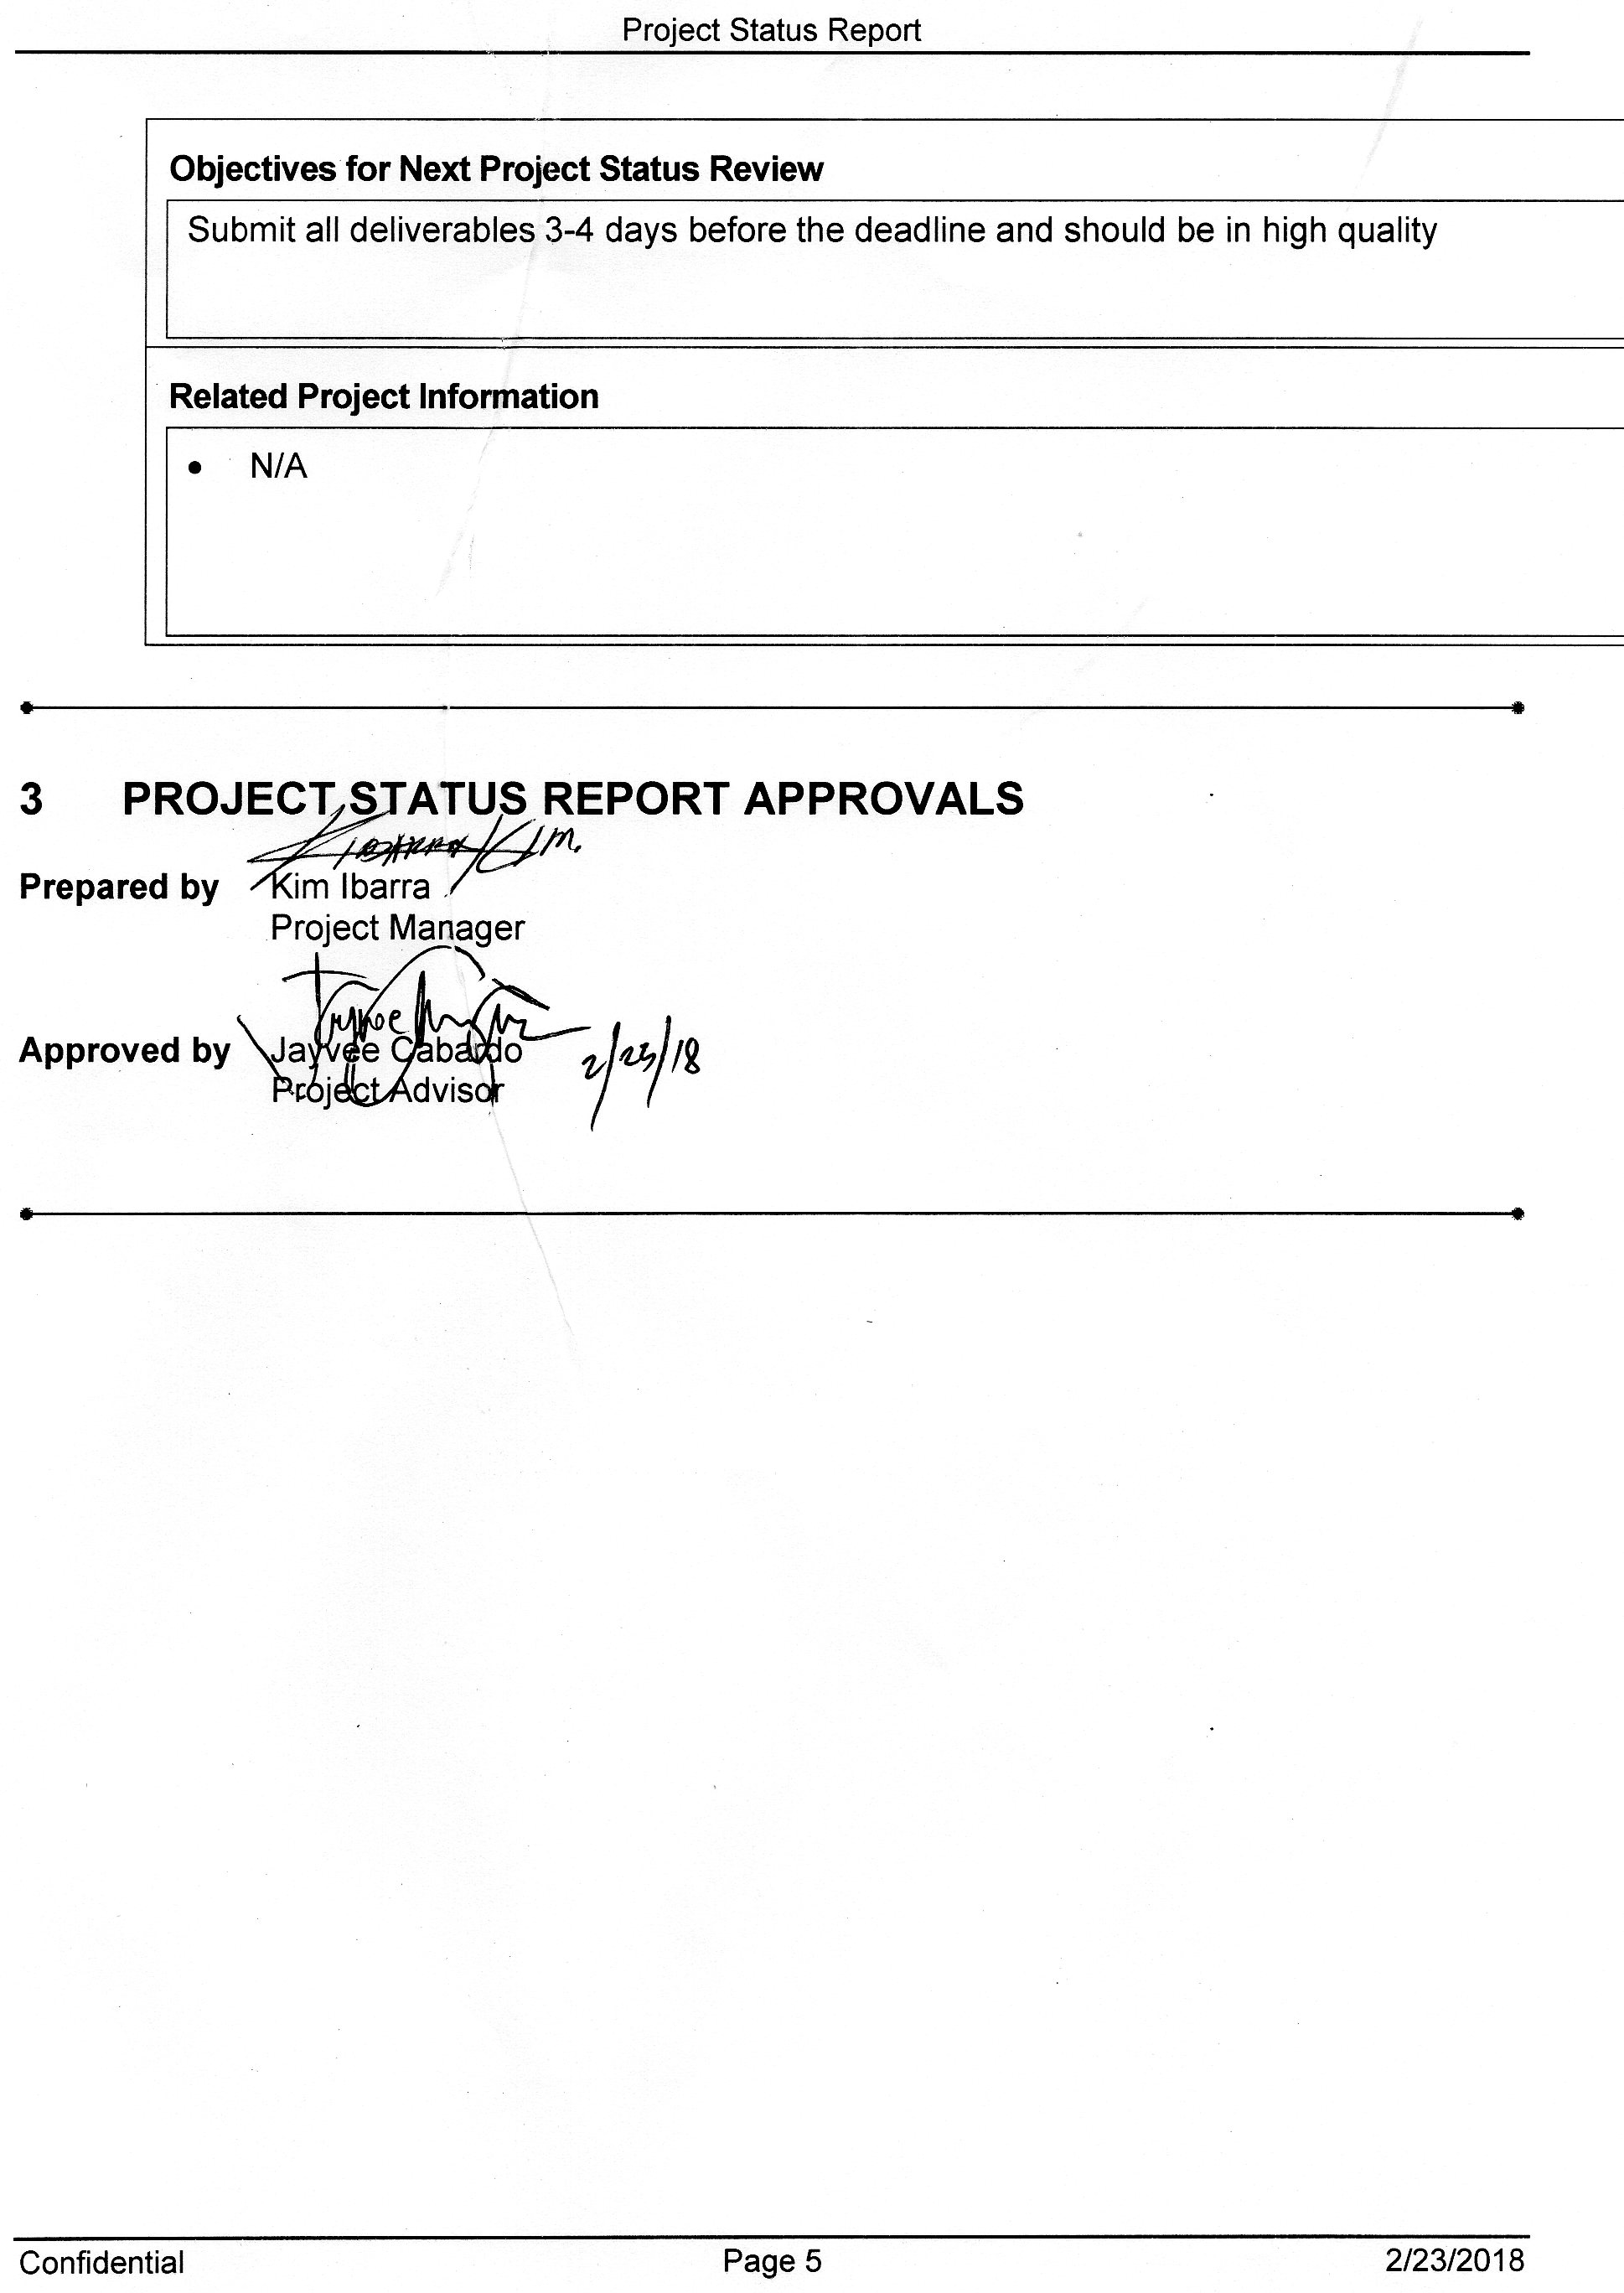 Project Status Report
Objectives for Next Project Status Review
Submit all deliverables 3-4 days before the deadline and should be in high quality
Related Project Information
• N/A
3 PROJECT STATUS REPORT APPROVALS
Prepared by Kim Ibarra
Project Manager
Approved by Jayvee Cabardo
2/23/18
Project Advisor
Confidential Page 5 2/23/2018